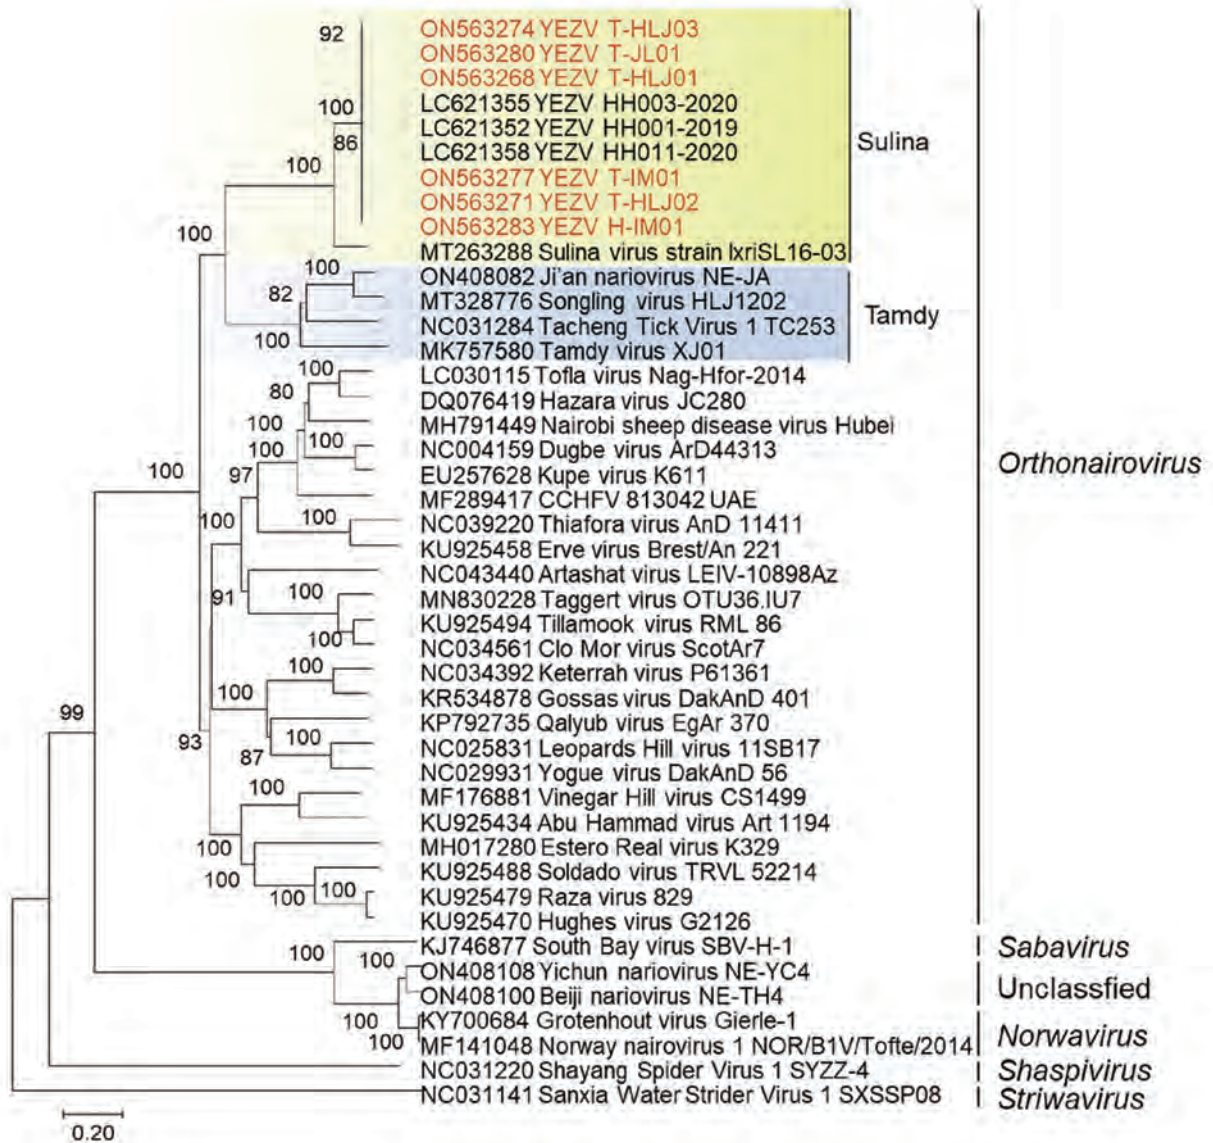 92
ON563274 YEZV T-HLJ03
ON563280 YEZV T-JL01
ON563268 YEZV T-HLJ01
100
LC621355 YEZV HH003-2020
LC621352 YEZV HH001-2019
86
Sulina
LC621358 YEZV HH011-2020
100
ON563277 YEZV T-IM01
ON563271 YEZV T-HLJ02
ON563283 YEZV H-IM01
100
MT263288 Sulina virus strain IxriSL16-03
100
ON408082 Ji'an nariovirus NE-JA
82
MT328776 Songling virus HLJ1202
Tamdy
NC031284 Tacheng Tick Virus 1 TC253
100
MK757580 Tamdy virus XJ01
100
LC030115 Tofla virus Nag-Hfor-2014
80
DQ076419 Hazara virus JC280
100
MH791449 Nairobi sheep disease virus Hubei
100
100
NC004159 Dugbe virus ArD44313
100
97
EU257628 Kupe virus K611
Orthonairovirus
MF289417 CCHFV 813042 UAE
100
100
NC039220 Thiafora virus AnD 11411
KU925458 Erve virus Brest/An 221
NC043440 Artashat virus LEIV-10898Az
91
100
MN830228 Taggert virus OTU36.IU7
KU925494 Tillamook virus RML 86
100
NC034561 Clo Mor virus ScotAr7
100
NC034392 Keterrah virus P61361
100
KR534878 Gossas virus DakAnD 401
99
KP792735 Qalyub virus EgAr 370
93
100
87
NC025831 Leopards Hill virus 11SB17
NC029931 Yogue virus DakAnD 56
100
MF176881 Vinegar Hill virus CS1499
KU925434 Abu Hammad virus Art 1194
100
MH017280 Estero Real virus K329
100
KU925488 Soldado virus TRVL 52214
100
100
KU925479 Raza virus 829
KU925470 Hughes virus G2126
100
KJ746877 South Bay virus SBV-H-1
Sabavirus
100
ON408108 Yichun nariovirus NE-YC4
Unclassfied
ON408100 Beiji nariovirus NE-TH4
100
KY700684 Grotenhout virus Gierle-1
Norwavirus
100
MF141048 Norway nairovirus 1 NOR/B1V/Tofte/2014
NC031220 Shayang Spider Virus 1 SYZZ-4
Shaspivirus
NC031141 Sanxia Water Strider Virus 1 SXSSP08
Striwavirus
0.20